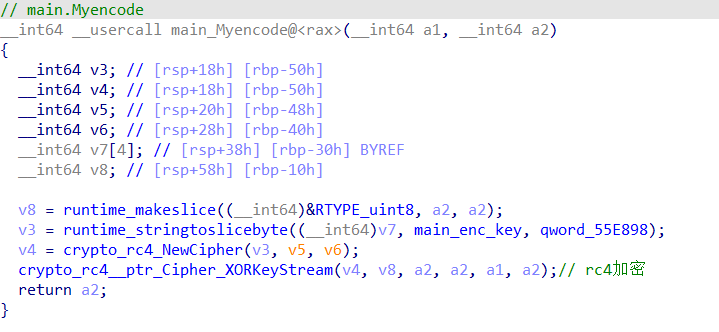 // main.Myencode
__int64 __usercall main_Myencode@<rax>(__int64 a1, __int64 a2)
{
  __int64 v3; // [rsp+18h] [rbp-50h]
  __int64 v4; // [rsp+18h] [rbp-50h]
  __int64 v5; // [rsp+20h] [rbp-48h]
  __int64 v6; // [rsp+28h] [rbp-40h]
  __int64 v7[4]; // [rsp+38h] [rbp-30h] BYREF
  __int64 v8; // [rsp+58h] [rbp-10h]

  v8 = runtime_makeslice((__int64)&RTYPE_uint8, a2, a2);
  v3 = runtime_stringtoslicebyte((__int64)v7, main_enc_key, qword_55E898);
  v4 = crypto_rc4_NewCipher(v3, v5, v6);
  crypto_rc4__ptr_Cipher_XORKeyStream(v4, v8, a2, a2, a1, a2);// rc4加密
  return a2;
}